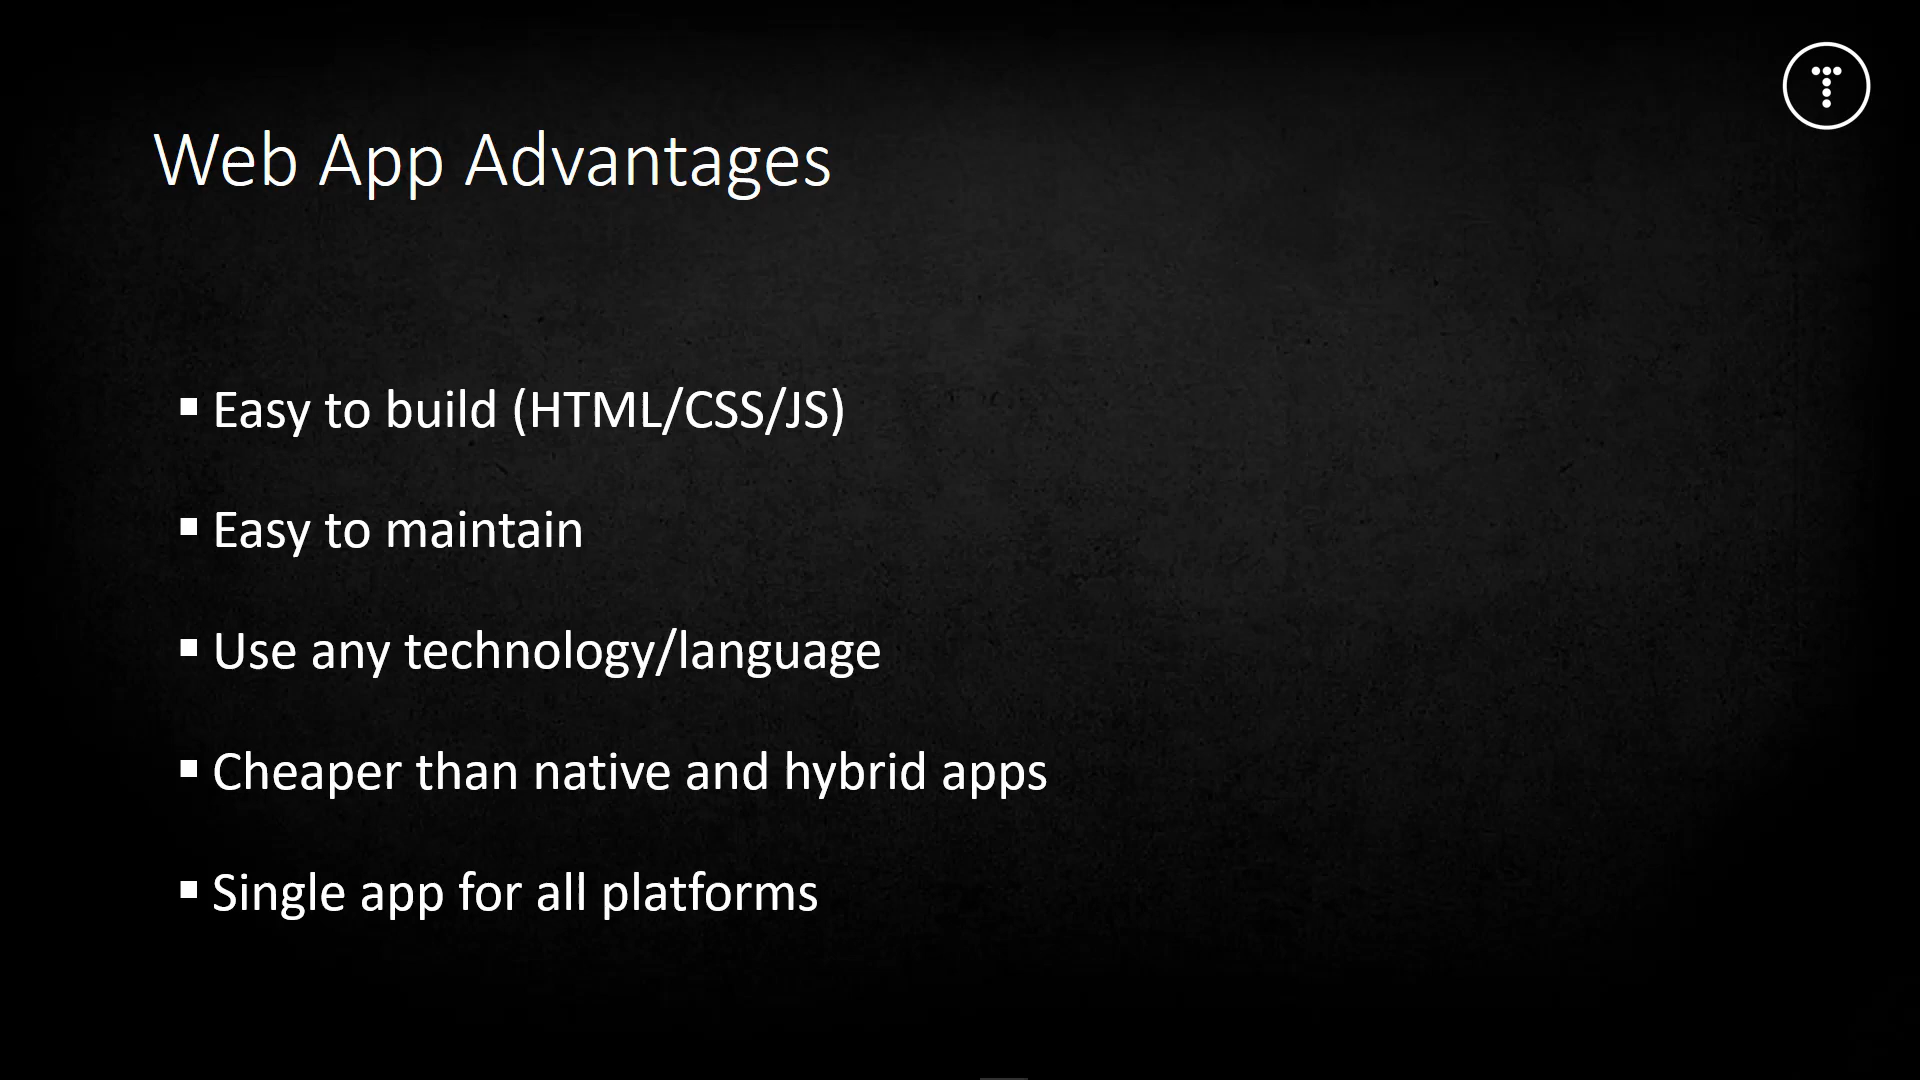 Web App Advantages
Easy to build (HTML/CSS/JS)
Easy to maintain
Use any technology/language
Cheaper than native and hybrid apps
Single app for all platforms